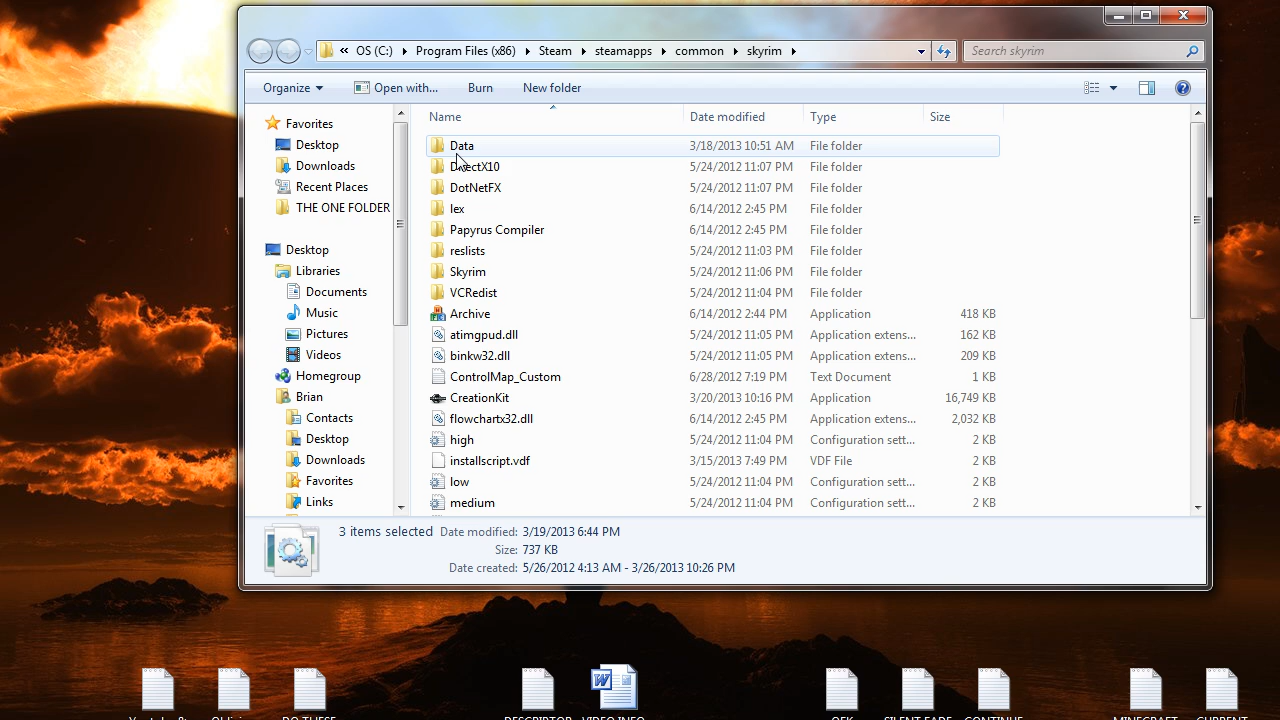 OS (C:) Program Files (x86) Steam steamapps common skyrim Search skyrim
Organize Open with... Burn New folder
Name Date modified Type Size
Favorites
Desktop
Downloads
Recent Places
THE ONE FOLDER
Desktop
Libraries
Documents
Music
Pictures
Videos
Homegroup
Brian
Contacts
Desktop
Downloads
Favorites
Links
Data 3/18/2013 10:51 AM File folder
DirectX10 5/24/2012 11:07 PM File folder
DotNetFX 5/24/2012 11:07 PM File folder
lex 6/14/2012 2:45 PM File folder
Papyrus Compiler 6/14/2012 2:45 PM File folder
reslists 5/24/2012 11:03 PM File folder
Skyrim 5/24/2012 11:06 PM File folder
VCRedist 5/24/2012 11:04 PM File folder
Archive 6/14/2012 2:44 PM Application 418 KB
atimgpud.dll 5/24/2012 11:05 PM Application extens... 162 KB
binkw32.dll 5/24/2012 11:05 PM Application extens... 209 KB
ControlMap_Custom 6/28/2012 7:19 PM Text Document 1 KB
CreationKit 3/20/2013 10:16 PM Application 16,749 KB
flowchartx32.dll 6/14/2012 2:45 PM Application extens... 2,032 KB
high 5/24/2012 11:04 PM Configuration sett... 2 KB
installscript.vdf 3/15/2013 7:49 PM VDF File 2 KB
low 5/24/2012 11:04 PM Configuration sett... 2 KB
medium 5/24/2012 11:04 PM Configuration sett... 2 KB
3 items selected Date modified: 3/19/2013 6:44 PM
Size: 737 KB
Date created: 5/26/2012 4:13 AM - 3/26/2013 10:26 PM
DO THESE DESCRIPTOR VIDEO INFO SILENT FADE CONTINUE MINECRAFT CURRENT